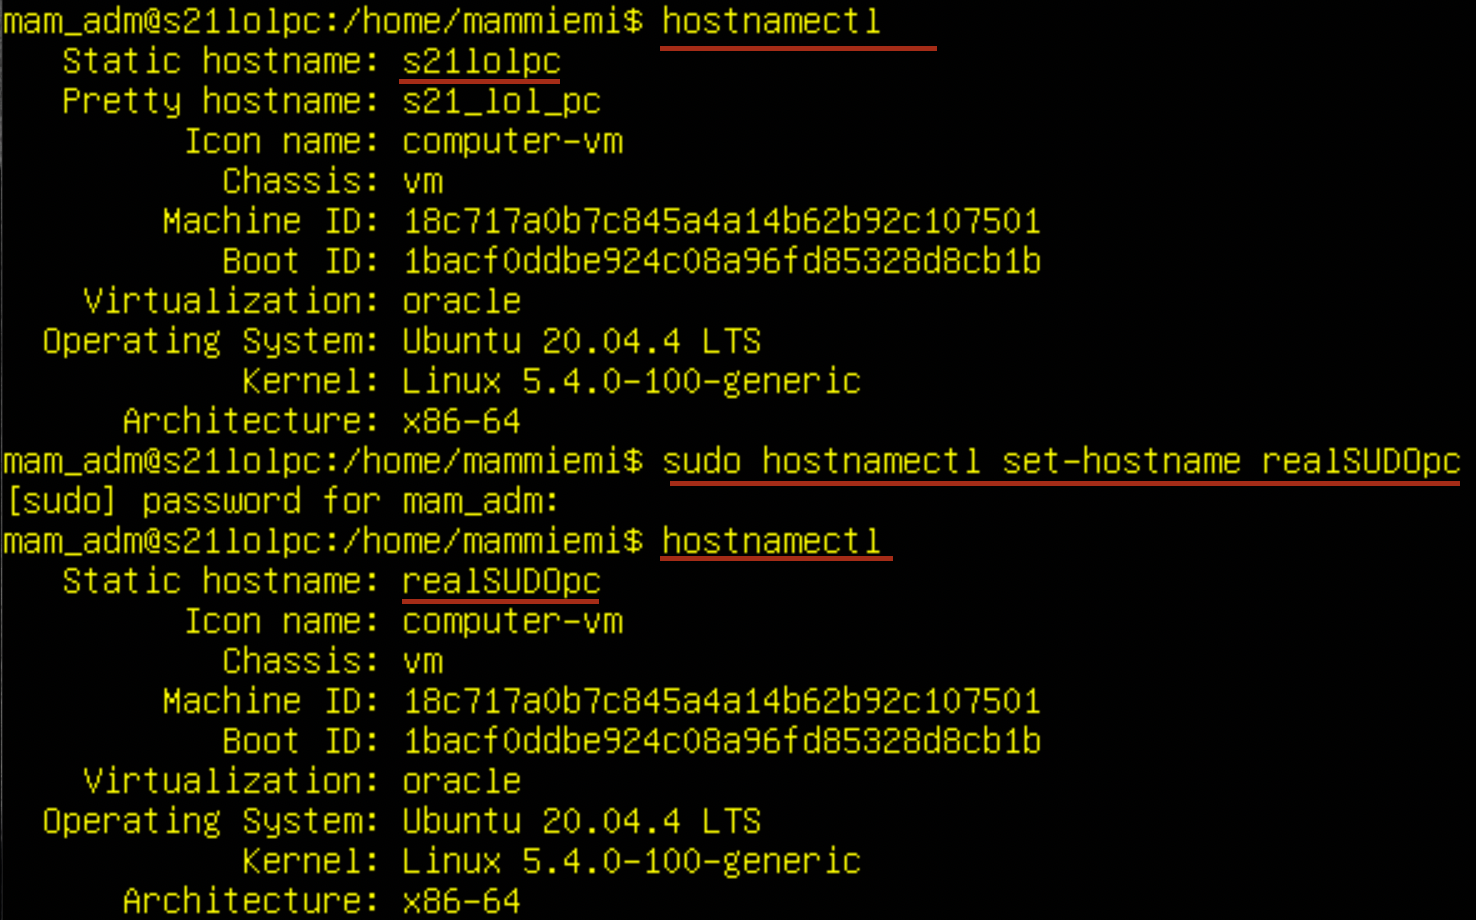 mam_adm@s21lolpc:/home/mammiemi$ hostnamectl
Static hostname: s21lolpc
Pretty hostname: s21_lol_pc
Icon name: computer-vm
Chassis: vm
Machine ID: 18c717a0b7c845a4a14b62b92c107501
Boot ID: 1bacf0ddbe924c08a96fd85328d8cb1b
Virtualization: oracle
Operating System: Ubuntu 20.04.4 LTS
Kernel: Linux 5.4.0-100-generic
Architecture: x86-64
mam_adm@s21lolpc:/home/mammiemi$ sudo hostnamectl set-hostname realSUDOpc
[sudo] password for mam_adm:
mam_adm@s21lolpc:/home/mammiemi$ hostnamectl
Static hostname: realSUDOpc
Icon name: computer-vm
Chassis: vm
Machine ID: 18c717a0b7c845a4a14b62b92c107501
Boot ID: 1bacf0ddbe924c08a96fd85328d8cb1b
Virtualization: oracle
Operating System: Ubuntu 20.04.4 LTS
Kernel: Linux 5.4.0-100-generic
Architecture: x86-64